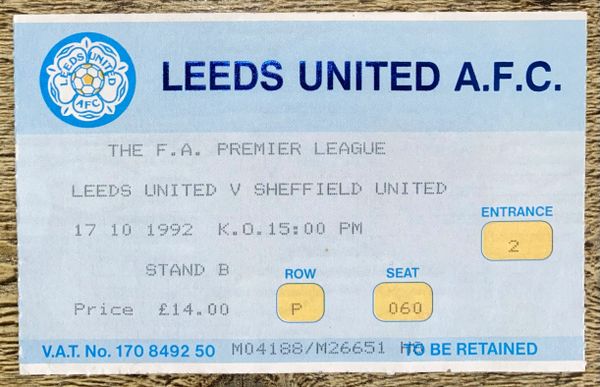 LEEDS UNITED
AFC
LEEDS UNITED A.F.C.
THE F.A. PREMIER LEAGUE
LEEDS UNITED V SHEFFIELD UNITED
17 10 1992 K.O.15:00 PM
ENTRANCE
2
STAND B
ROW
SEAT
Price £14.00
P
060
V.A.T. No. 170 8492 50 M04188/M26651 TO BE RETAINED